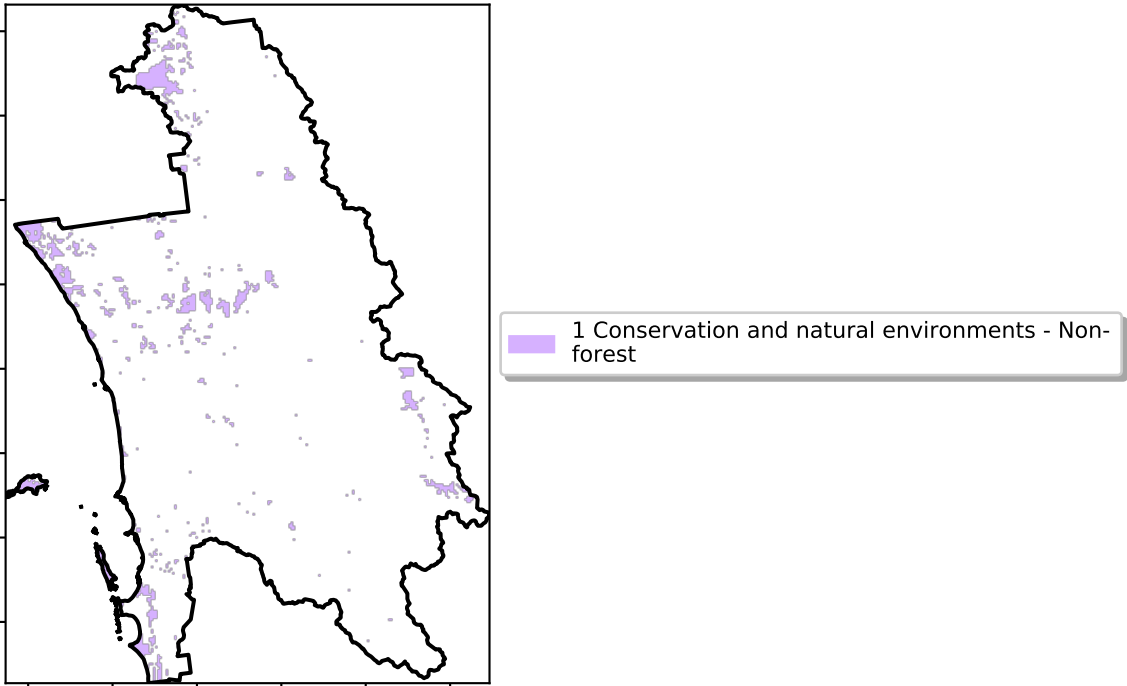 1 Conservation and natural environments - Non-
forest